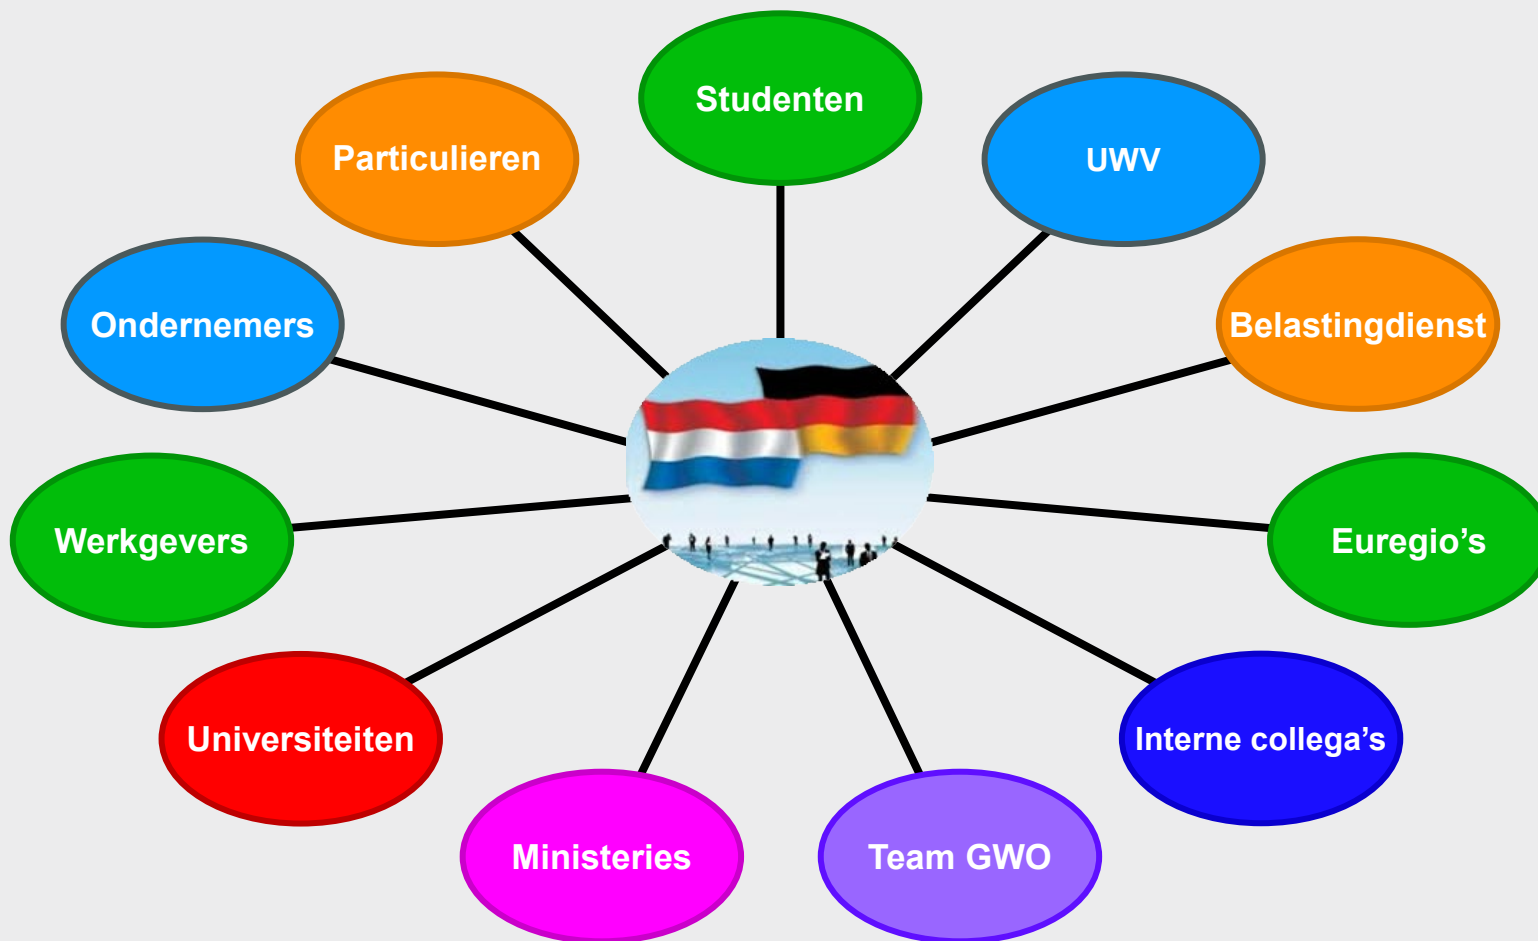 Studenten
Particulieren
UWV
Ondernemers
Belastingdienst
Werkgevers
Euregio’s
Universiteiten
Interne collega’s
Ministeries
Team GWO